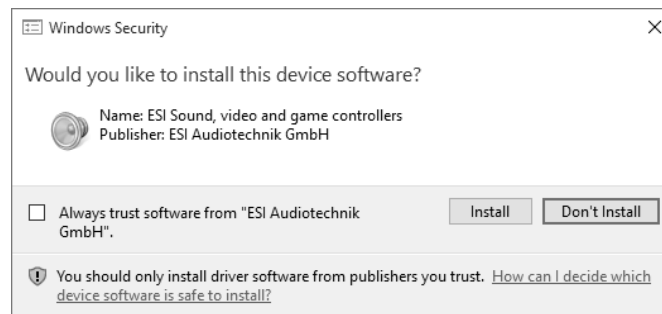 Windows Security
Would you like to install this device software?
Name: ESI Sound, video and game controllers
Publisher: ESI Audiotechnik GmbH
Always trust software from "ESI Audiotechnik
GmbH".
Install
Don't Install
You should only install driver software from publishers you trust. How can I decide which
device software is safe to install?